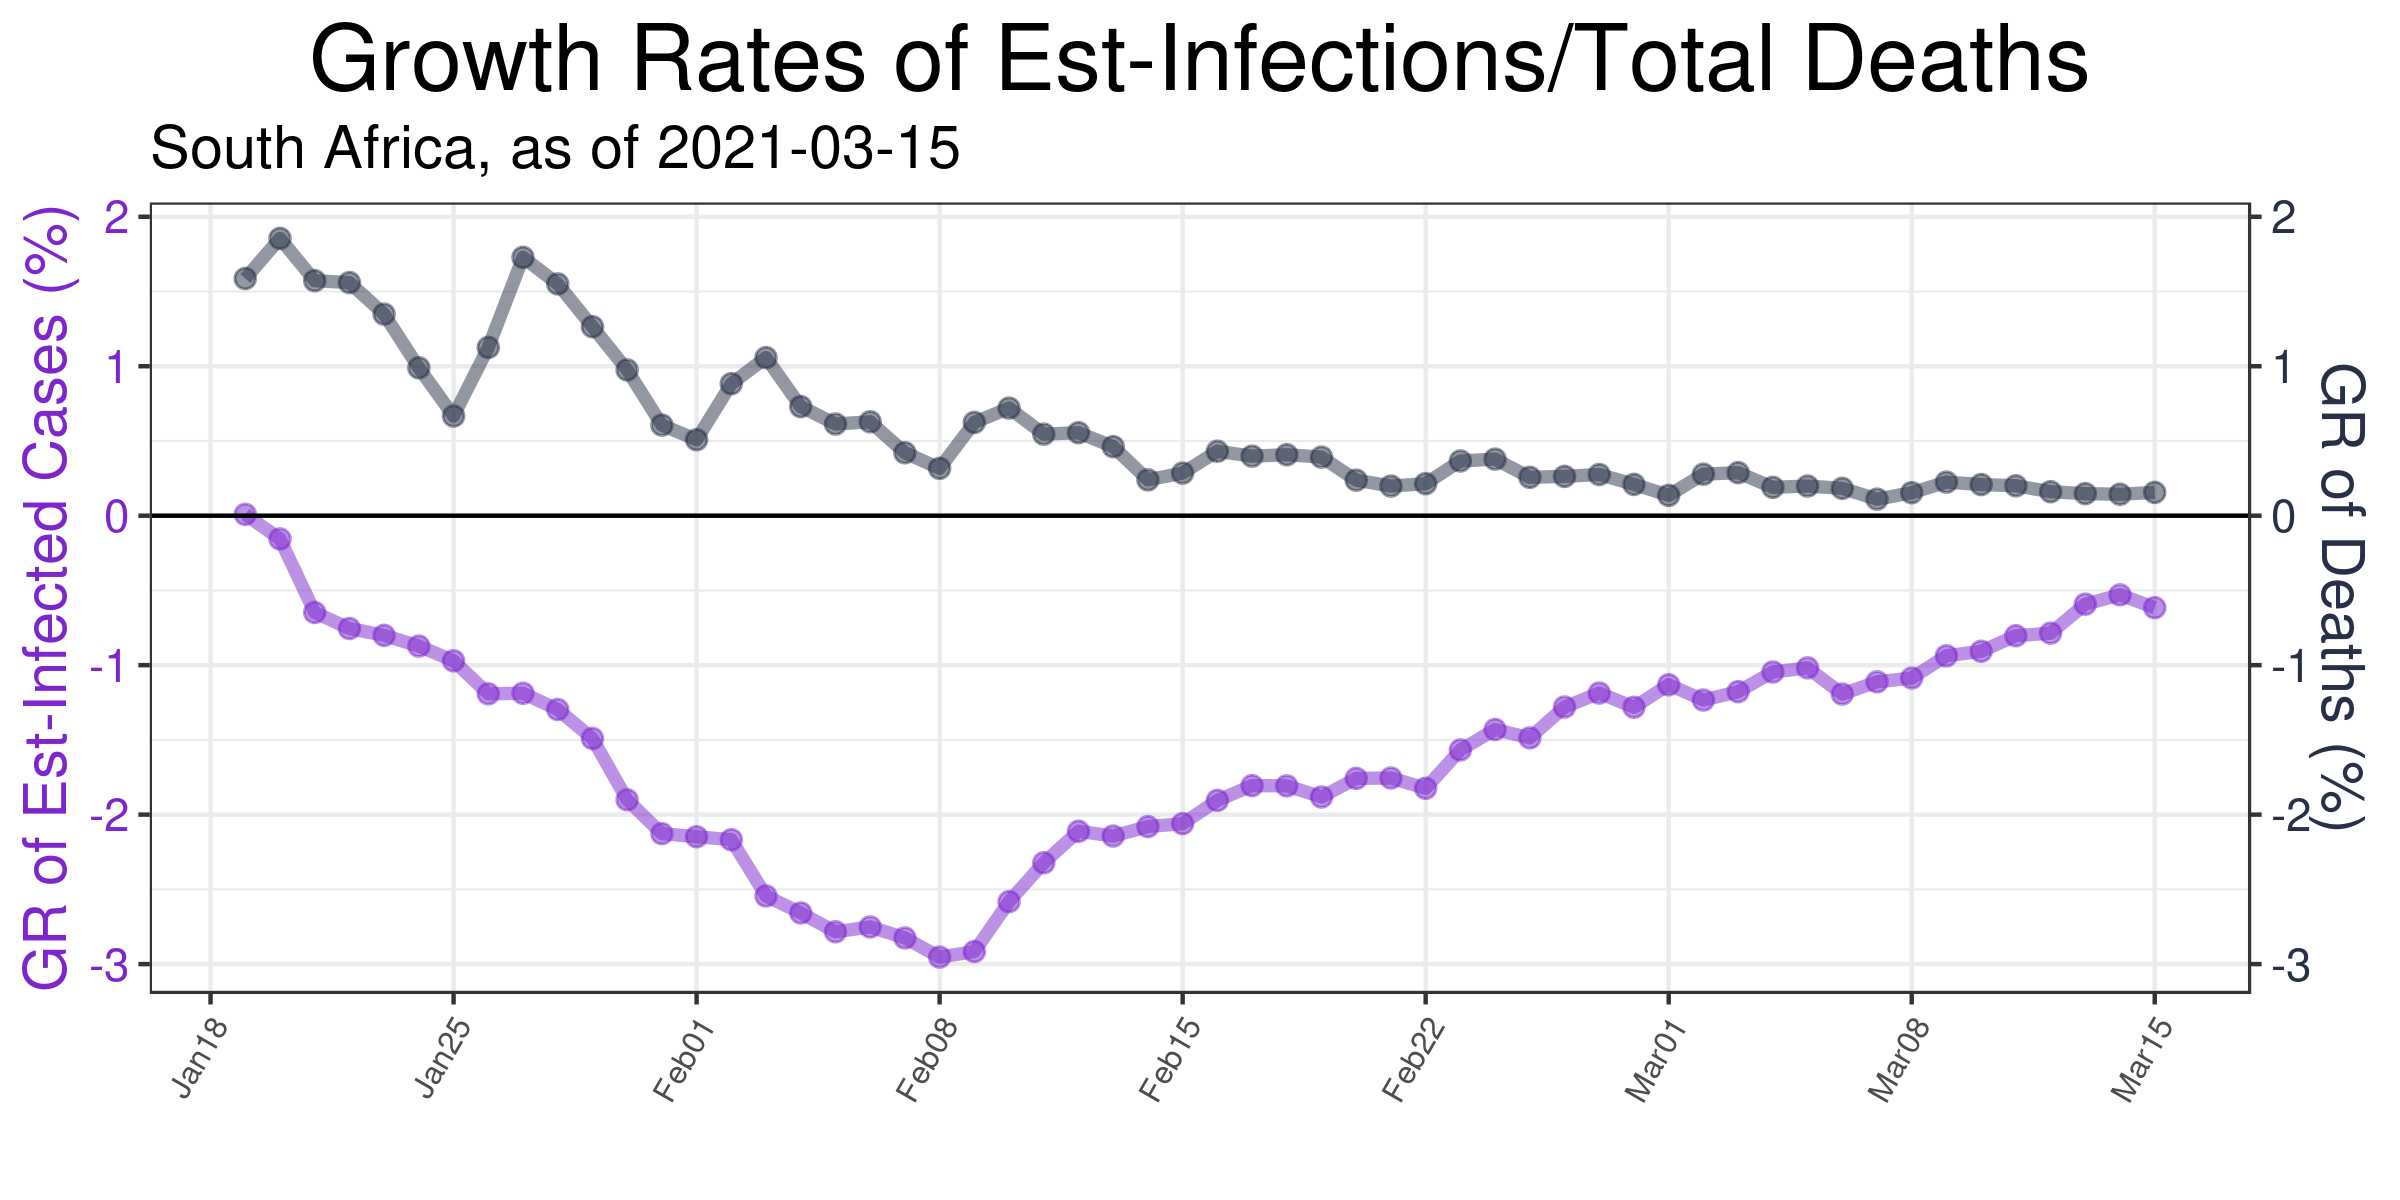 Growth Rates of Est-Infections/Total Deaths
South Africa, as of 2021-03-15
GR of Est-Infected Cases (%)
2
1
0
-1
-2
-3
2
1
0
-1
-2
-3
GR of Deaths (%)
Jan18
Jan25
Feb01
Feb08
Feb15
Feb22
Mar01
Mar08
Mar15